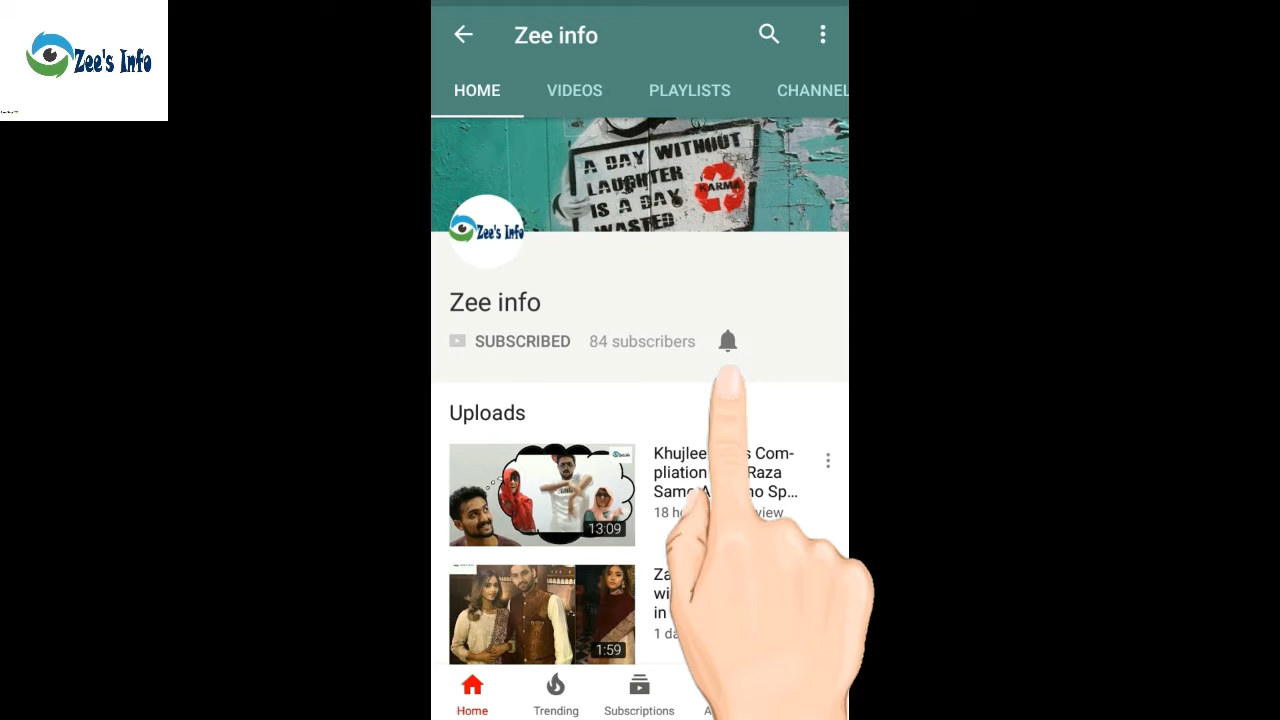 Zee's Info
Zee info
HOME VIDEOS PLAYLISTS CHANNEL
A DAY WITHOUT
LAUGHTER
IS A DAY
WASTED
KARMA
Zee's Info
Zee info
SUBSCRIBED 84 subscribers
Uploads
Khujlee Com-
pliation Raza
Samo Sp...
18 view
13:09
wi
in
1
1:59
Home Trending Subscriptions